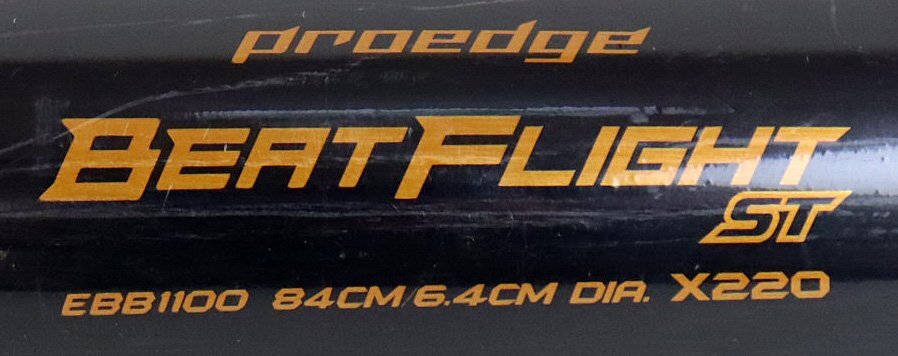 proedge
BEATFLIGHT
ST
EBB1100 84CM/6.4CM DIA. X220